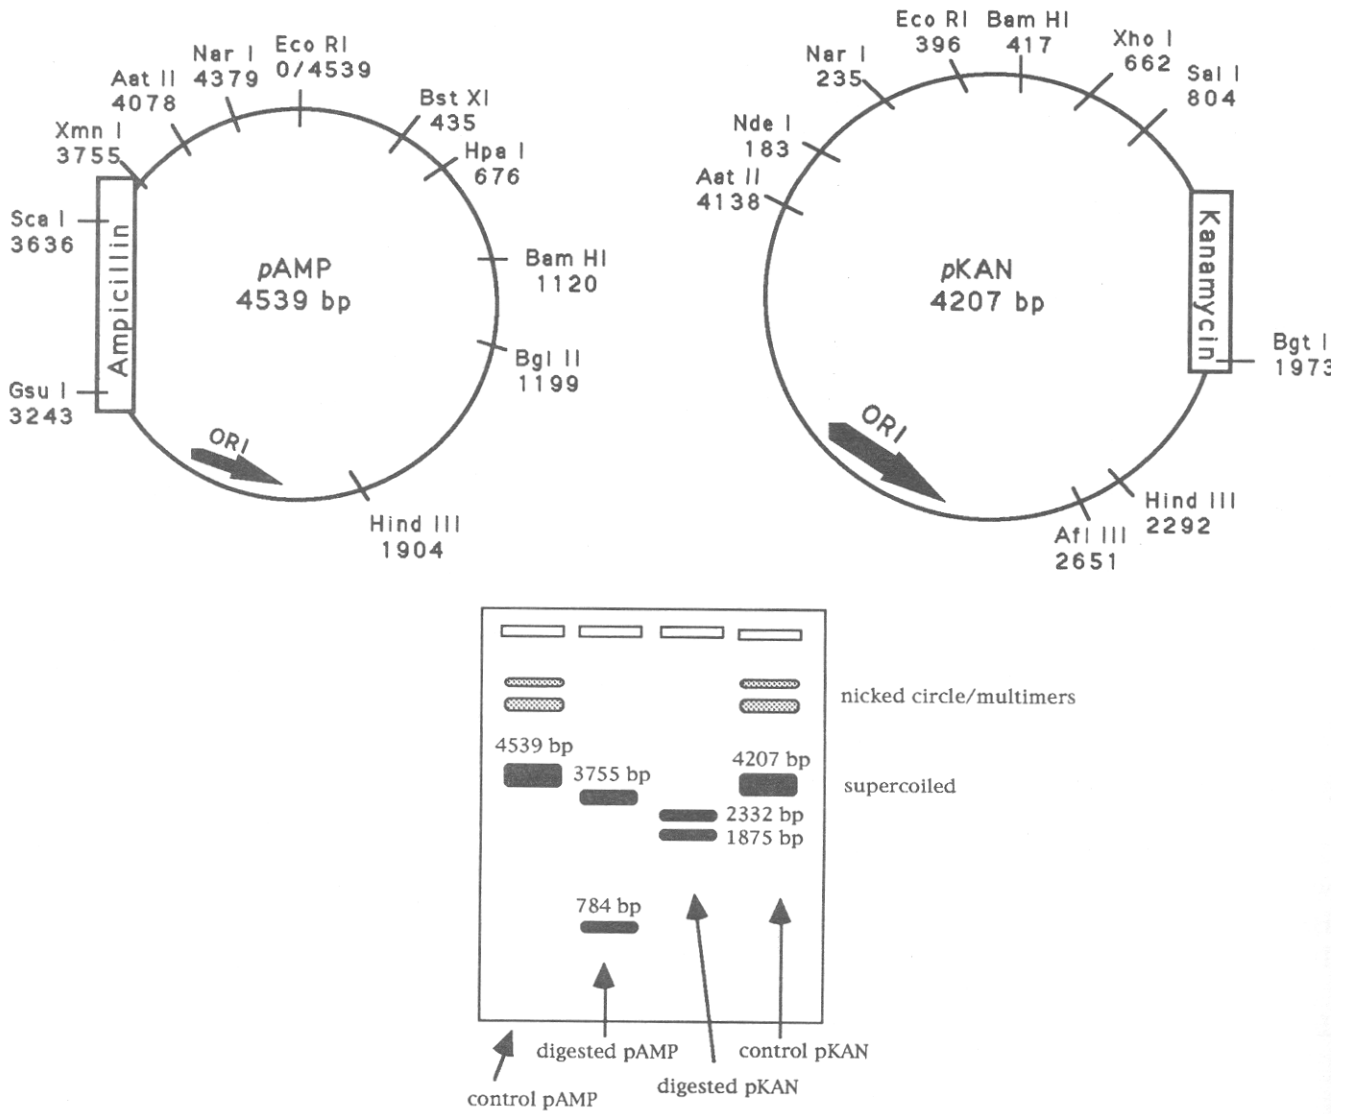 Eco RI
0/4539
Nar I
4379
Aat II
4078
Xmn I
3755
Sca I
3636
Gsu I
3243
Ampicillin
Bst XI
435
Hpa I
676
Bam HI
1120
Bgl II
1199
Hind III
1904
pAMP
4539 bp
ORI
Eco RI
396
Bam HI
417
Nar I
235
Xho I
662
Sal I
804
Nde I
183
Aat II
4138
pKAN
4207 bp
Kanamycin
Bgt I
1973
ORI
Hind III
2292
Afl III
2651
nicked circle/multimers
4539 bp
3755 bp
4207 bp
supercoiled
2332 bp
1875 bp
784 bp
digested pAMP
control pKAN
digested pKAN
control pAMP